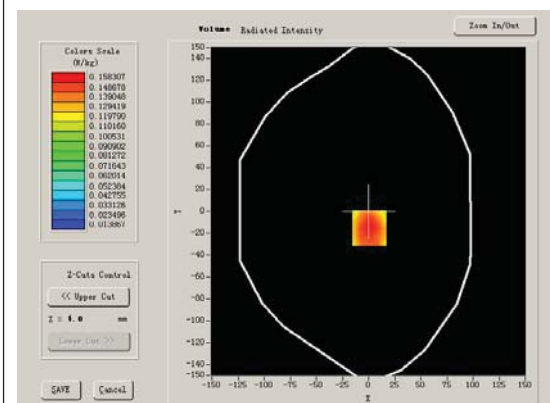 Volume Radiated Intensity
Zoom In/Out
Colors Scale
(W/kg)
0.158307
0.148678
0.139048
0.129419
0.119790
0.110160
0.100531
0.090902
0.081272
0.071643
0.062014
0.052384
0.042755
0.033126
0.023496
0.013867
Z-Cuts Control
<< Upper Cut
Z = 4.0 mm
Lower Cut >>
SAVE
Cancel
150
140
120
100
80
60
40
20
0
-20
-40
-60
-80
-100
-120
-140
-150
Y
-150 -125 -100 -75 -50 -25 0 25 50 75 100 125 150
X